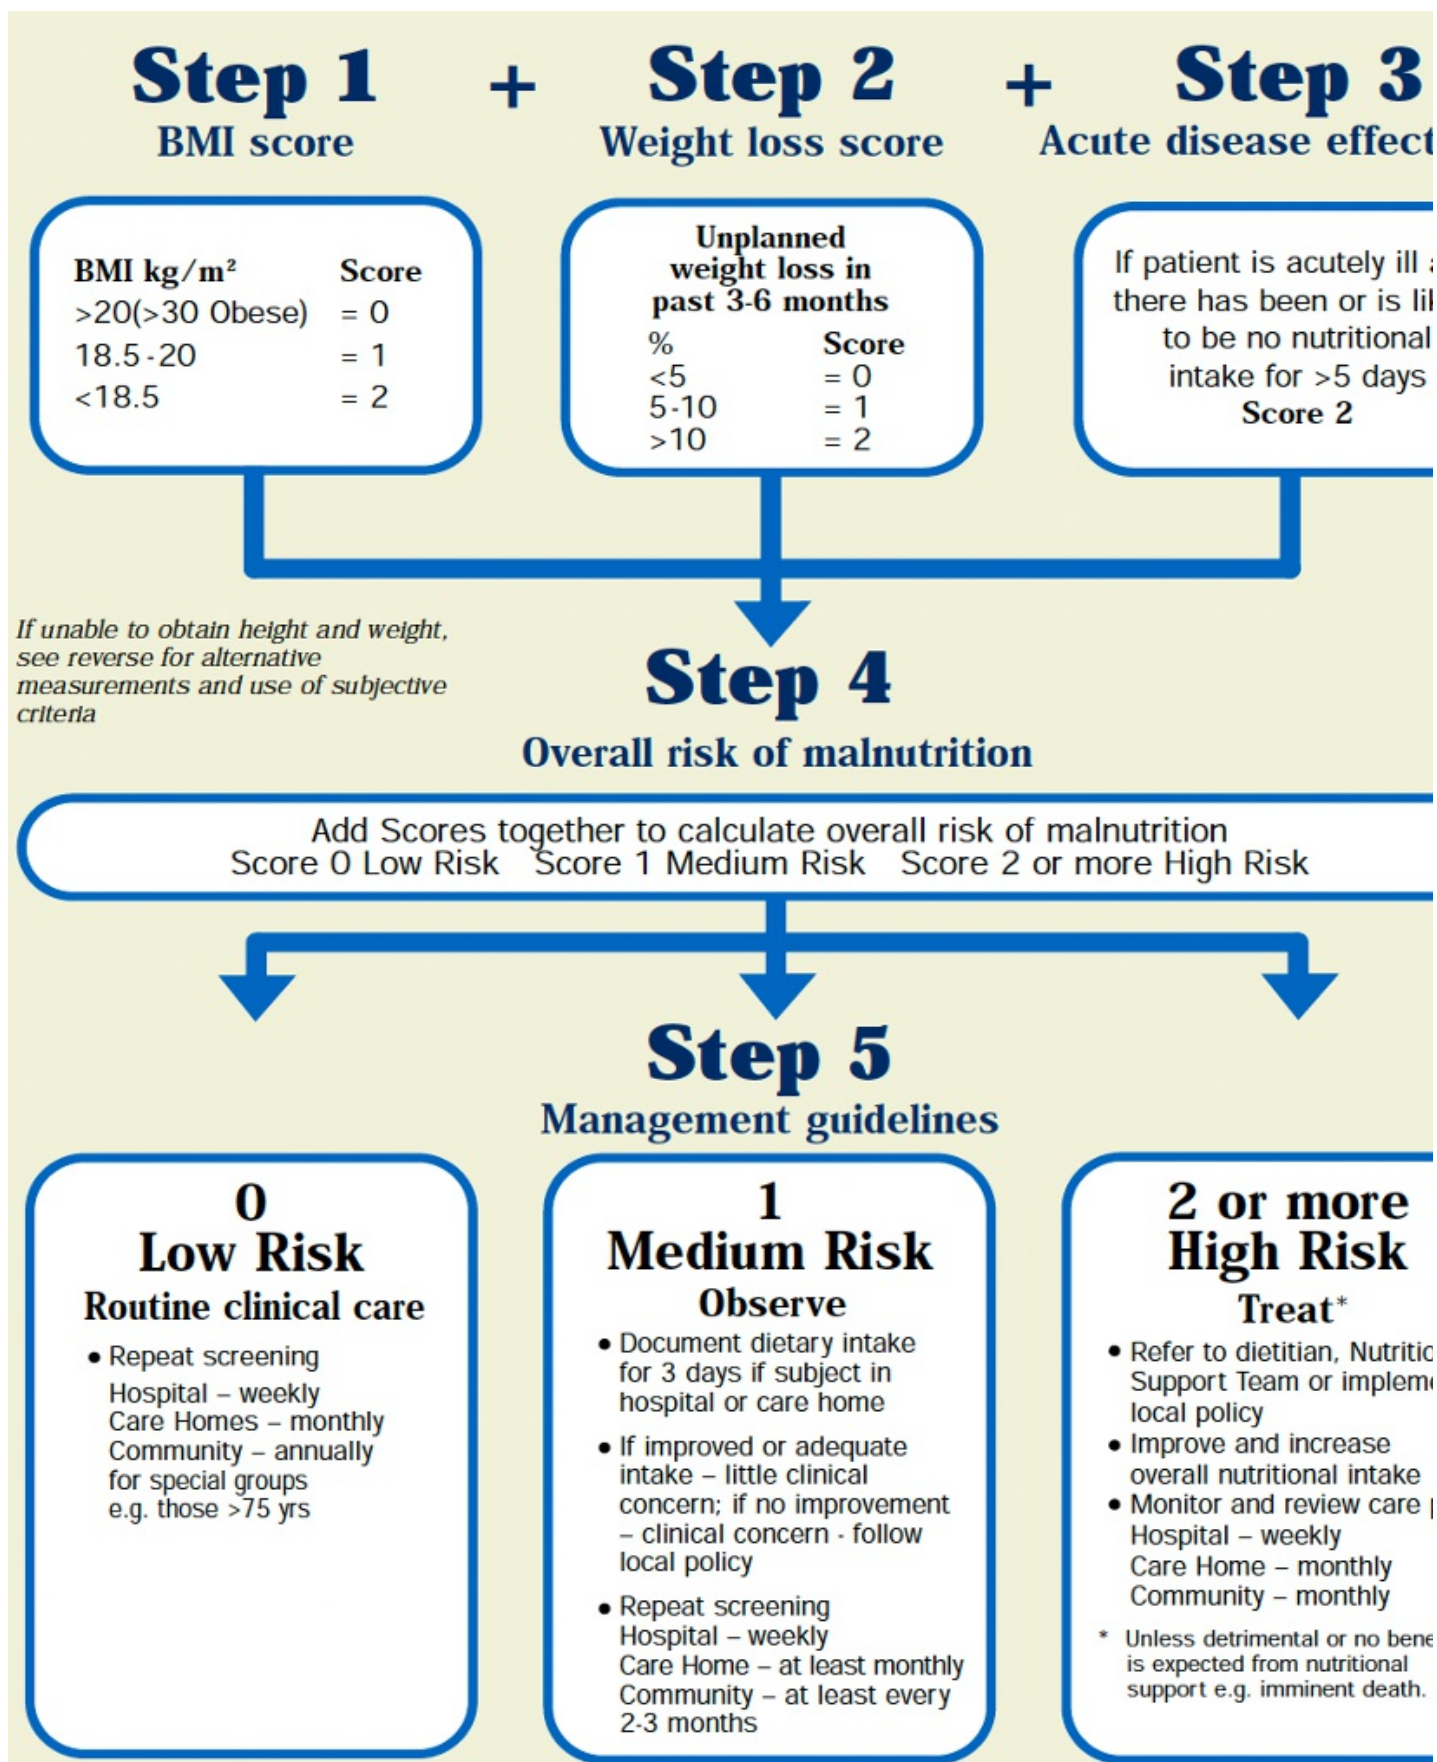 Step 1 + Step 2 + Step 3
BMI score
Weight loss score
Acute disease effect
BMI kg/m² Score
>20(>30 Obese) = 0
18.5 - 20 = 1
<18.5 = 2
Unplanned
weight loss in
past 3-6 months
% Score
<5 = 0
5-10 = 1
>10 = 2
If patient is acutely ill
there has been or is
to be no nutritional
intake for >5 days
Score 2
If unable to obtain height and weight,
see reverse for alternative
measurements and use of subjective
criteria
Step 4
Overall risk of malnutrition
Add Scores together to calculate overall risk of malnutrition
Score 0 Low Risk Score 1 Medium Risk Score 2 or more High Risk
Step 5
Management guidelines
0
Low Risk
Routine clinical care
● Repeat screening
Hospital – weekly
Care Homes – monthly
Community – annually
for special groups
e.g. those >75 yrs
1
Medium Risk
Observe
● Document dietary intake
for 3 days if subject in
hospital or care home
● If improved or adequate
intake – little clinical
concern; if no improvement
– clinical concern - follow
local policy
● Repeat screening
Hospital – weekly
Care Home – at least monthly
Community – at least every
2-3 months
2 or more
High Risk
Treat*
● Refer to dietitian,
Support Team or
local policy
● Improve and increase
overall nutritional intake
● Monitor and review care
Hospital – weekly
Care Home – monthly
Community – monthly
* Unless detrimental or no
is expected from nutritional
support e.g. imminent death.